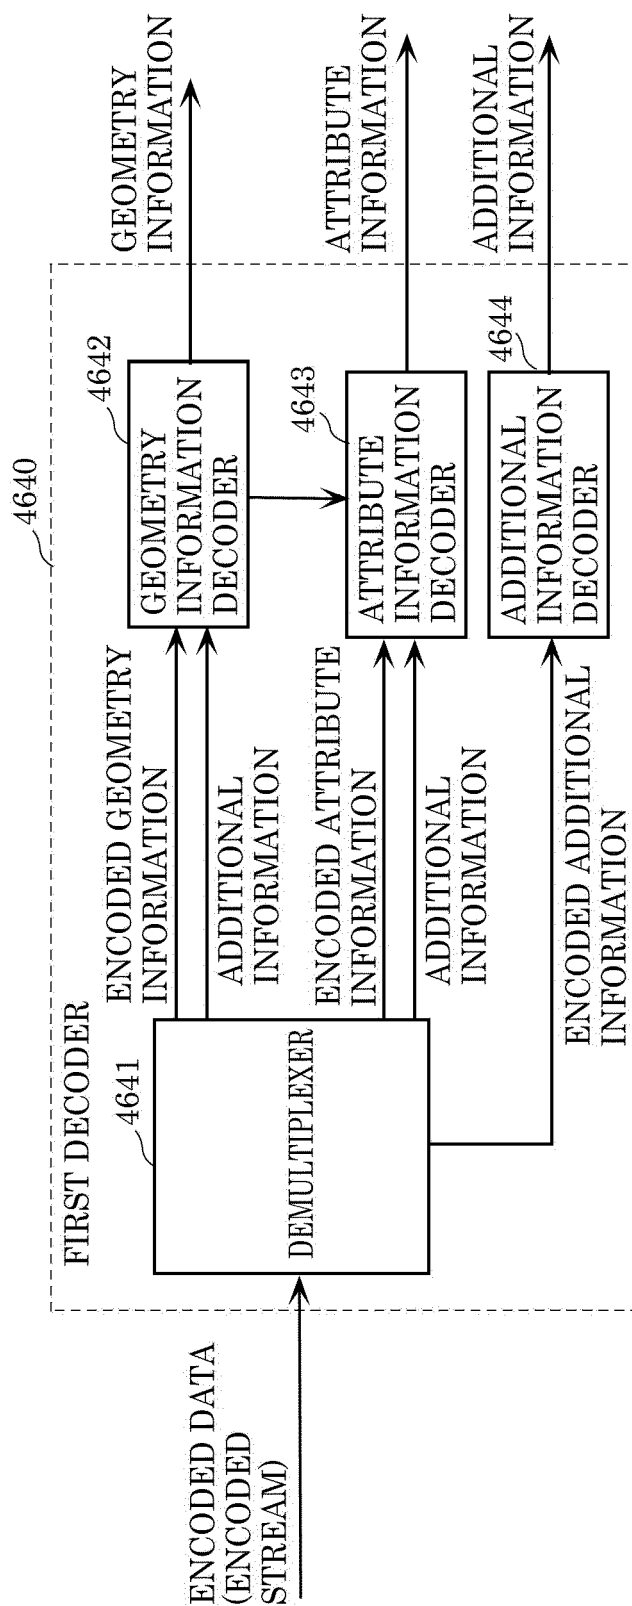 FIRST DECODER
4640
ENCODED DATA
(ENCODED
STREAM)
4641
DEMULTIPLEXER
ENCODED GEOMETRY
INFORMATION
ADDITIONAL
INFORMATION
ENCODED ATTRIBUTE
INFORMATION
ADDITIONAL
INFORMATION
ENCODED ADDITIONAL
INFORMATION
4642
GEOMETRY
INFORMATION
DECODER
4643
ATTRIBUTE
INFORMATION
DECODER
4644
ADDITIONAL
INFORMATION
DECODER
GEOMETRY
INFORMATION
ATTRIBUTE
INFORMATION
ADDITIONAL
INFORMATION